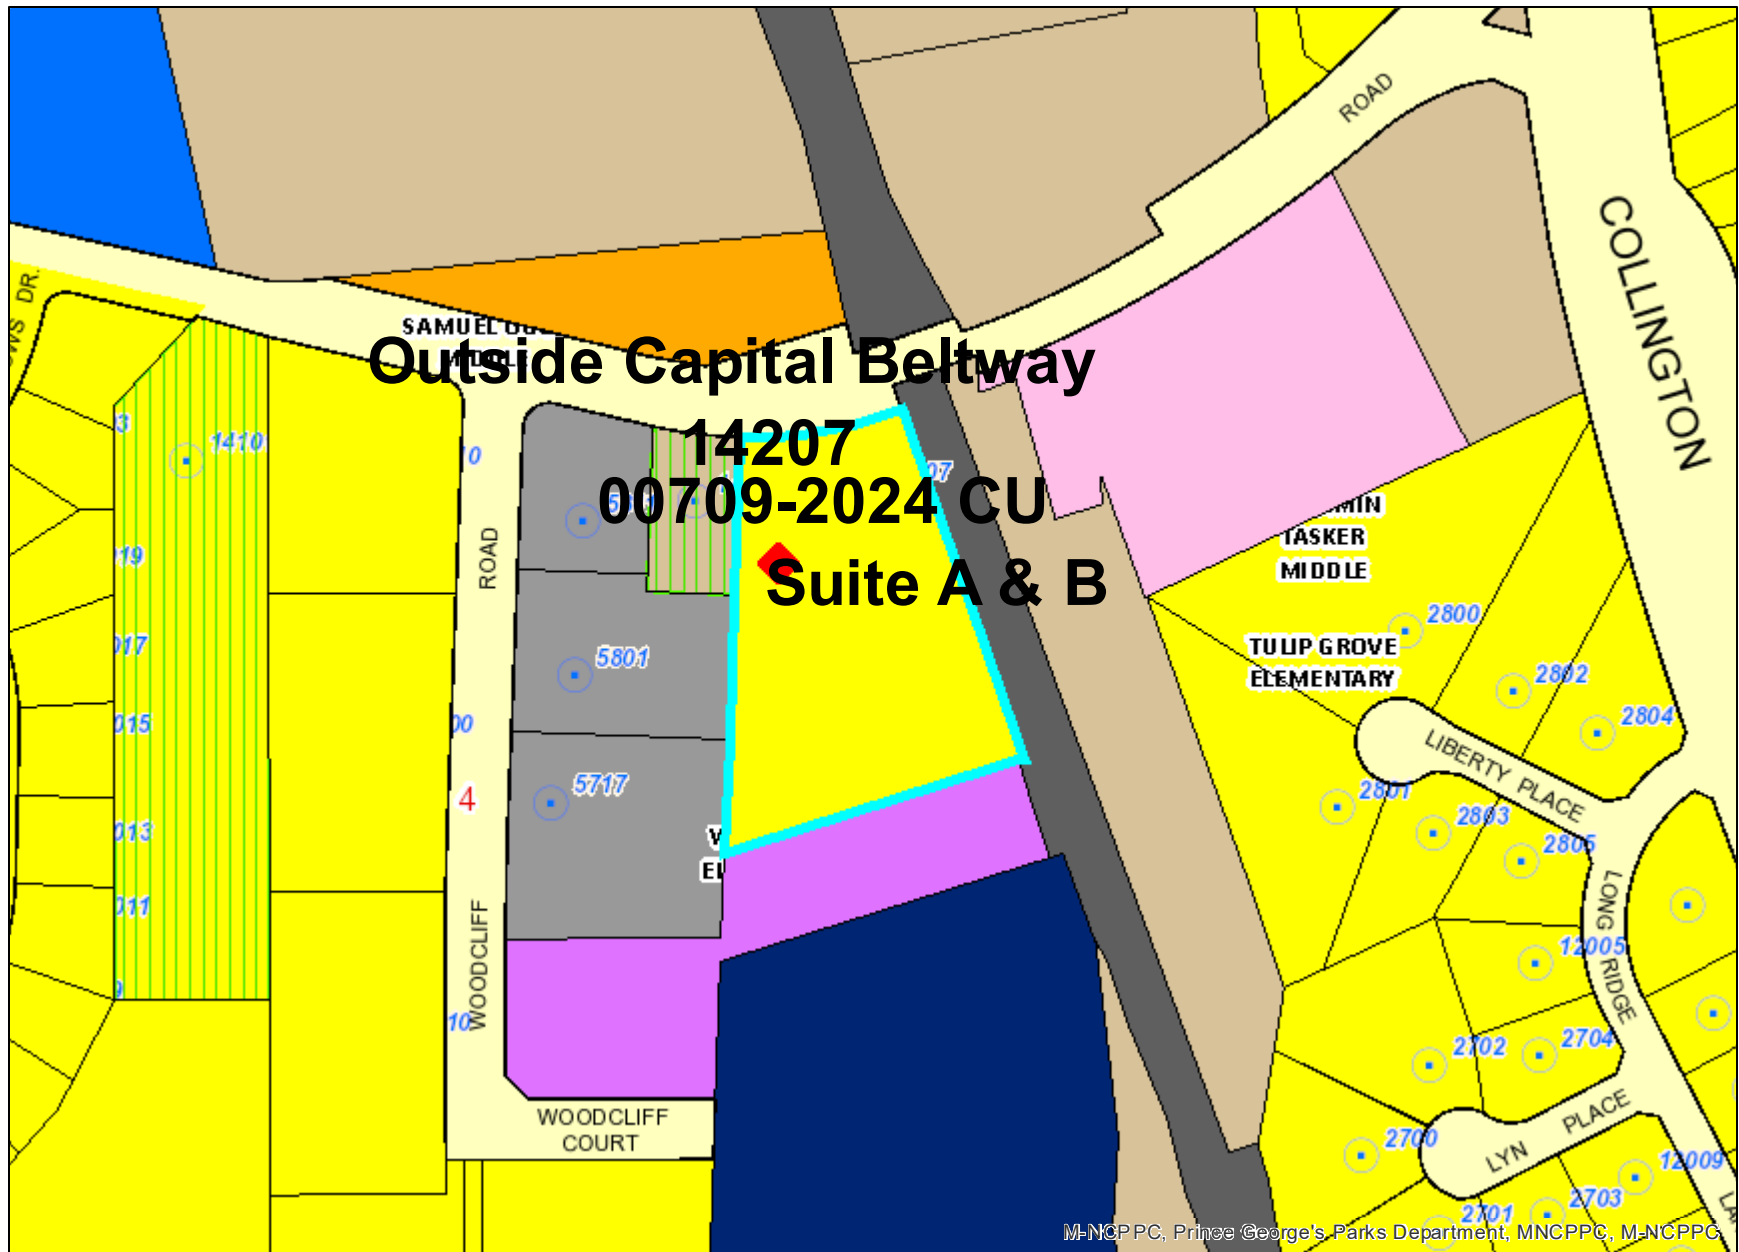 ROAD
COLLINGTON
DR.
SAMUEL
Outside Capital Beltway
14207
1410
00709-2024 CU
TASKER
MIDDLE
Suite A & B
ROAD
2800
TULIP GROVE
ELEMENTARY
5801
2802
2804
LIBERTY PLACE
5717
4
2801
2803
2805
LONG RIDGE
12005
WOODCLIFF
2702
2704
WOODCLIFF
COURT
LYN PLACE
2700
12009
2701
2703
M-NCPPC, Prince George's Parks Department, MNCPPC, M-NCPPC